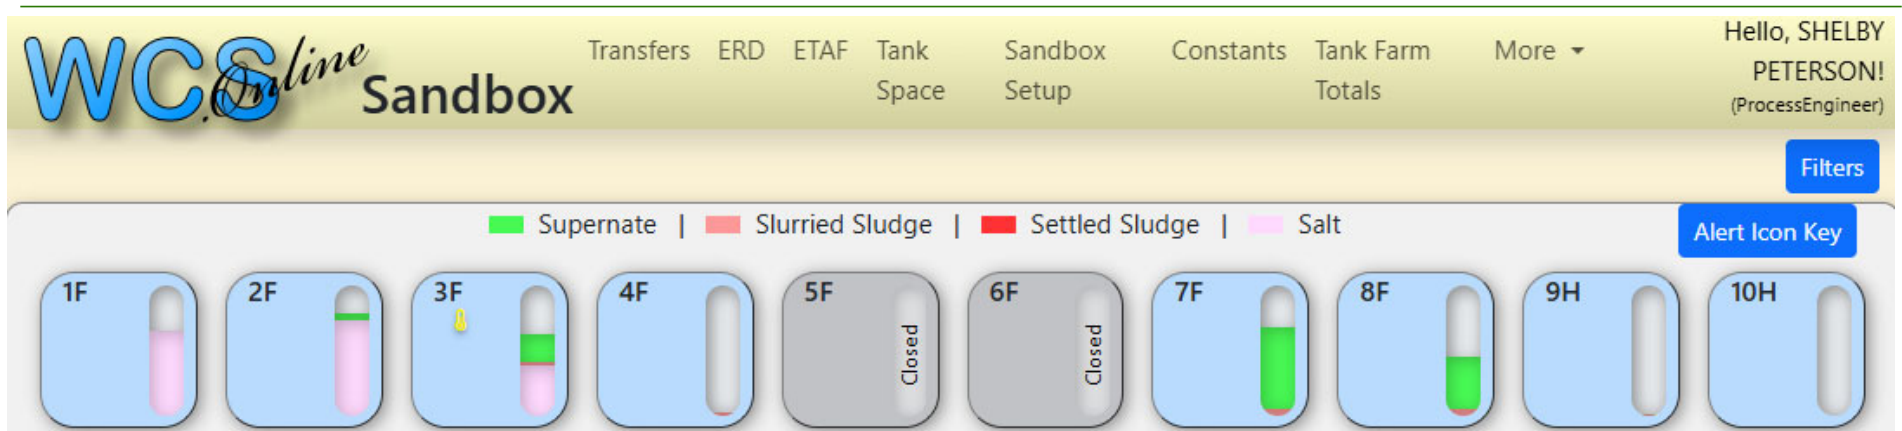 WCS.Online Sandbox
Transfers ERD ETAF Tank Space Sandbox Setup Constants Tank Farm Totals More
Hello, SHELBY
PETERSON!
(ProcessEngineer)
Filters
Supernate | Slurried Sludge | Settled Sludge | Salt
Alert Icon Key
1F 2F 3F 4F 5F 6F 7F 8F 9H 10H
Closed Closed